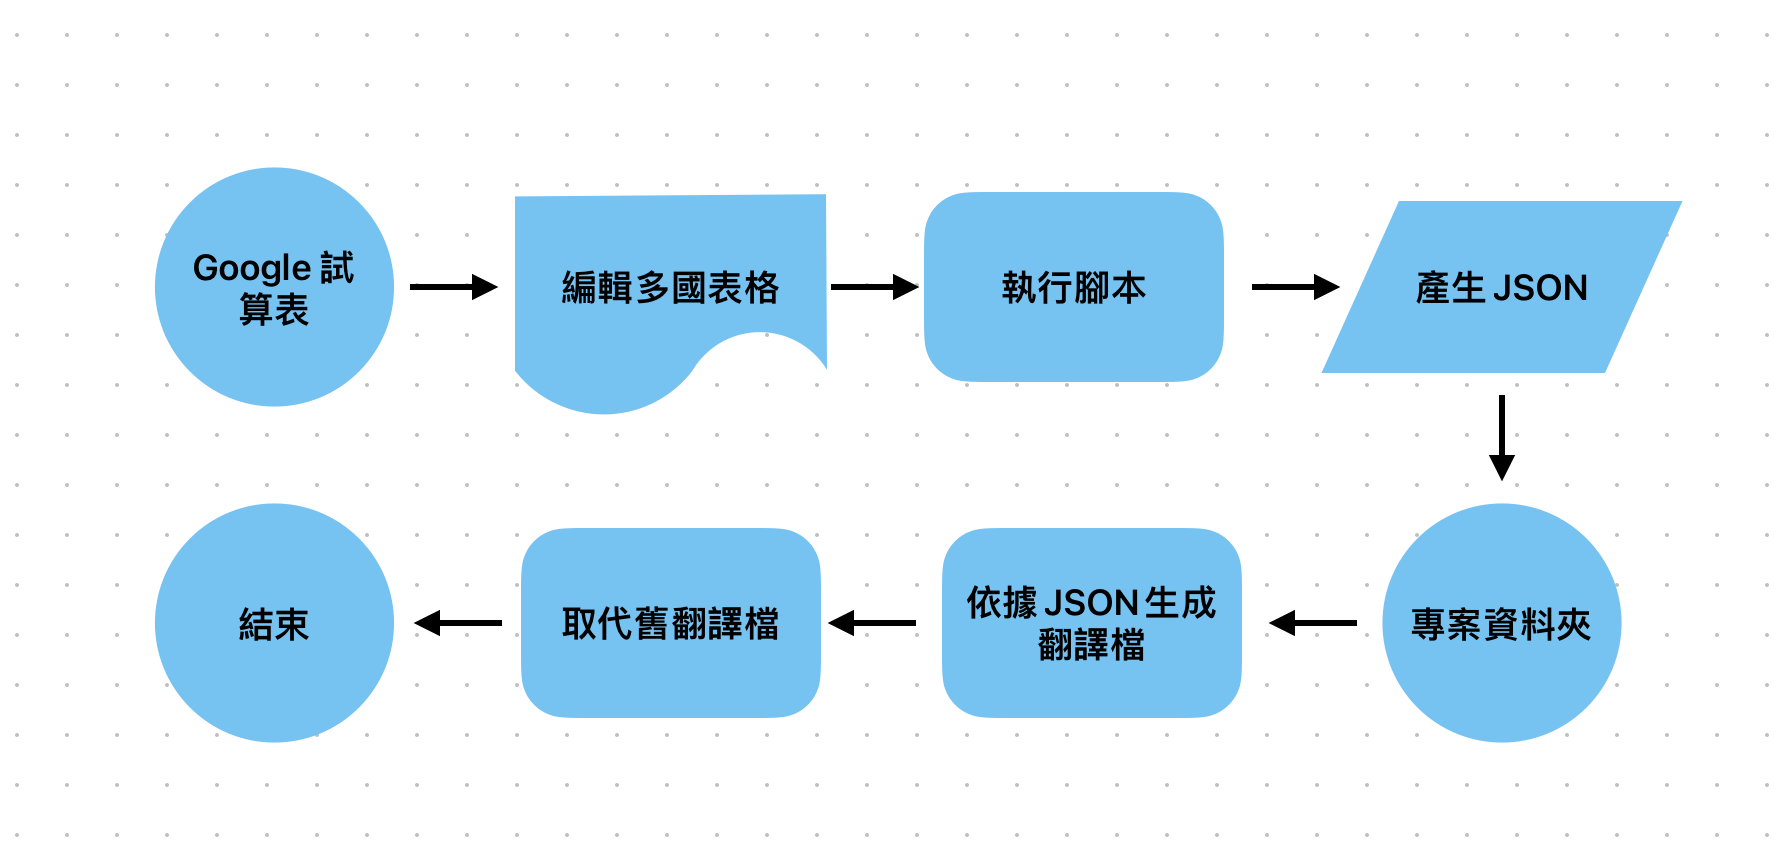 Google 試
算表
編輯多國表格
執行腳本
產生 JSON
專案資料夾
依據 JSON 生成
翻譯檔
取代舊翻譯檔
結束